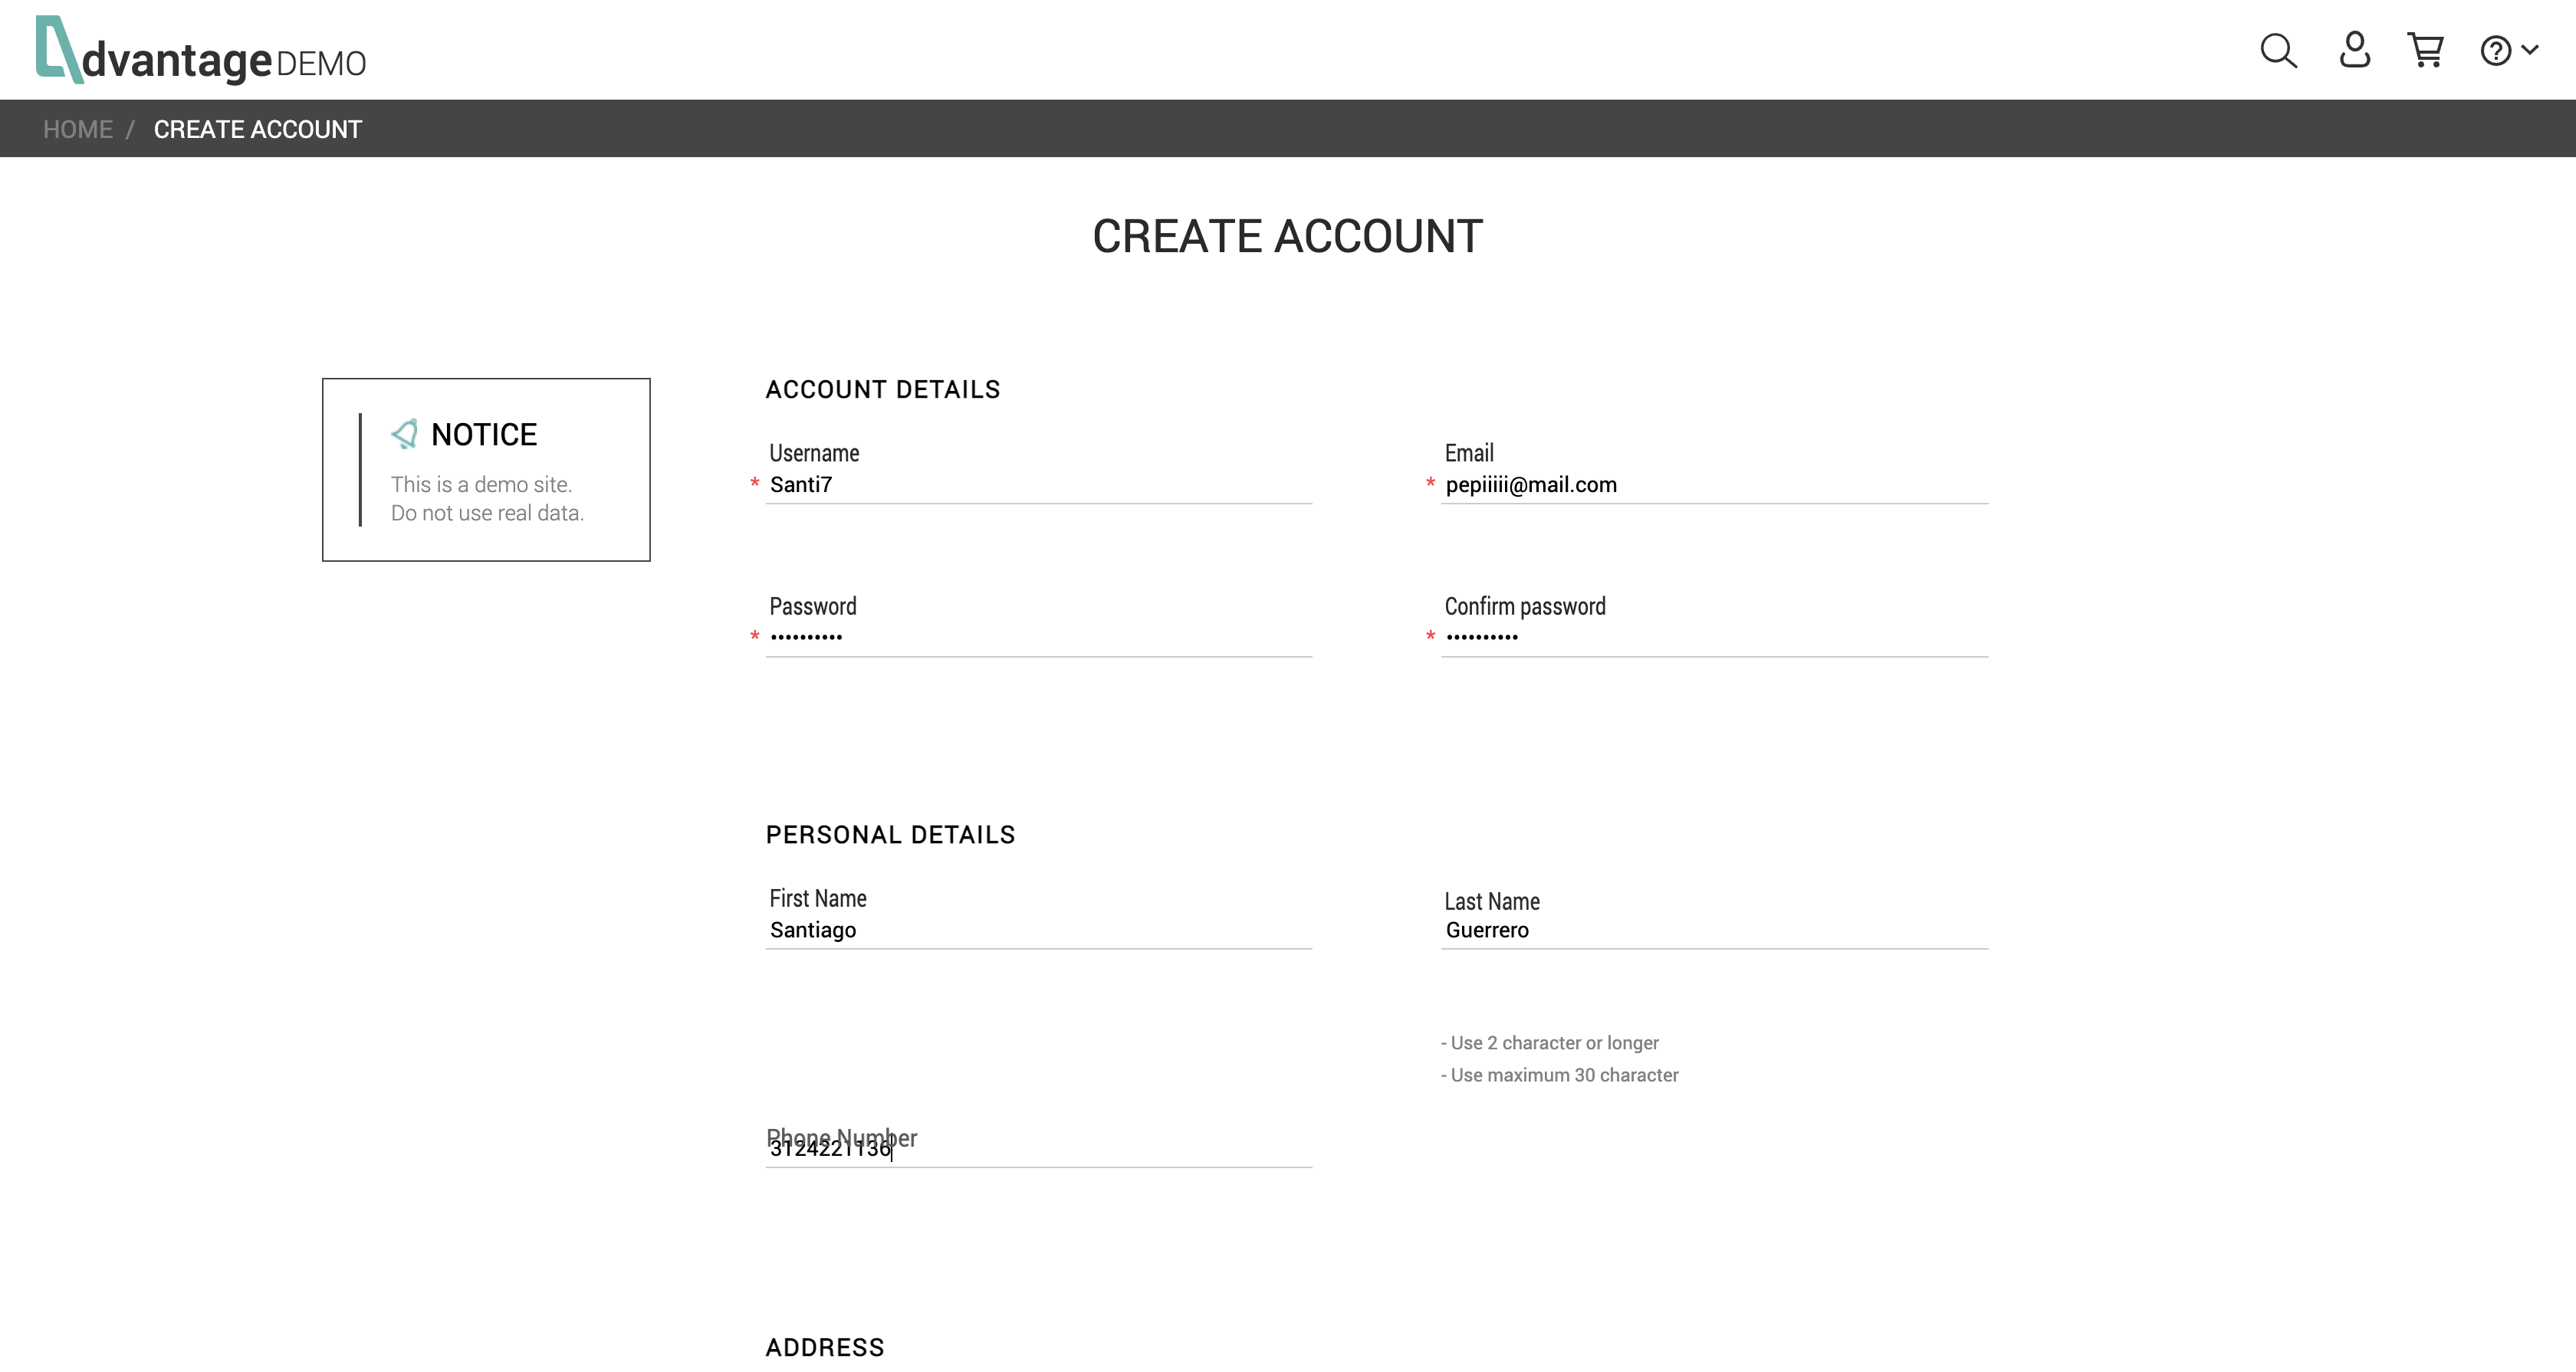 dvantage DEMO
HOME / CREATE ACCOUNT
CREATE ACCOUNT
NOTICE
This is a demo site.
Do not use real data.
ACCOUNT DETAILS
Username
* Santi7
Email
* pepiiiii@mail.com
Password
* ••••••••••
Confirm password
* ••••••••••
PERSONAL DETAILS
First Name
Santiago
Last Name
Guerrero
- Use 2 character or longer
- Use maximum 30 character
Phone Number
3124221136
ADDRESS